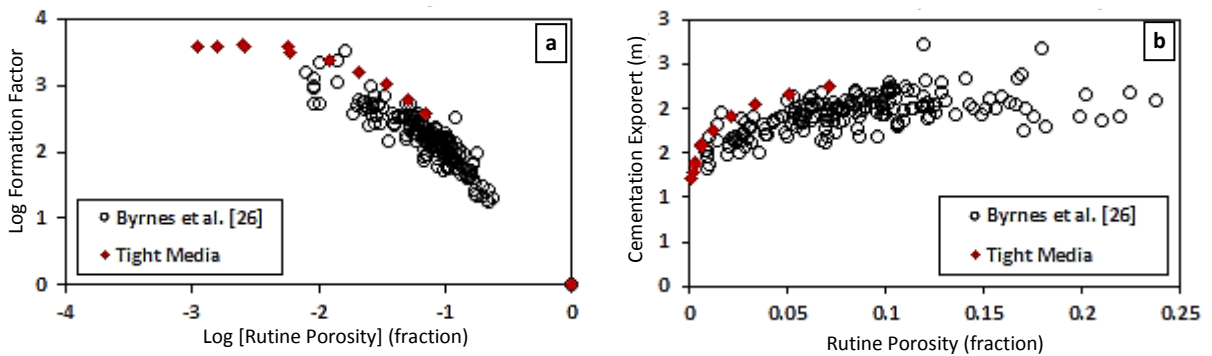 4
3
2
1
0
-4
-3
-2
-1
0
Log Formation Factor
Log [Rutine Porosity] (fraction)
a
Byrnes et al. [26]
Tight Media
3
3
2
2
1
1
0
0
0.05
0.1
0.15
0.2
0.25
Cementation Exporert (m)
Rutine Porosity (fraction)
b
Byrnes et al. [26]
Tight Media